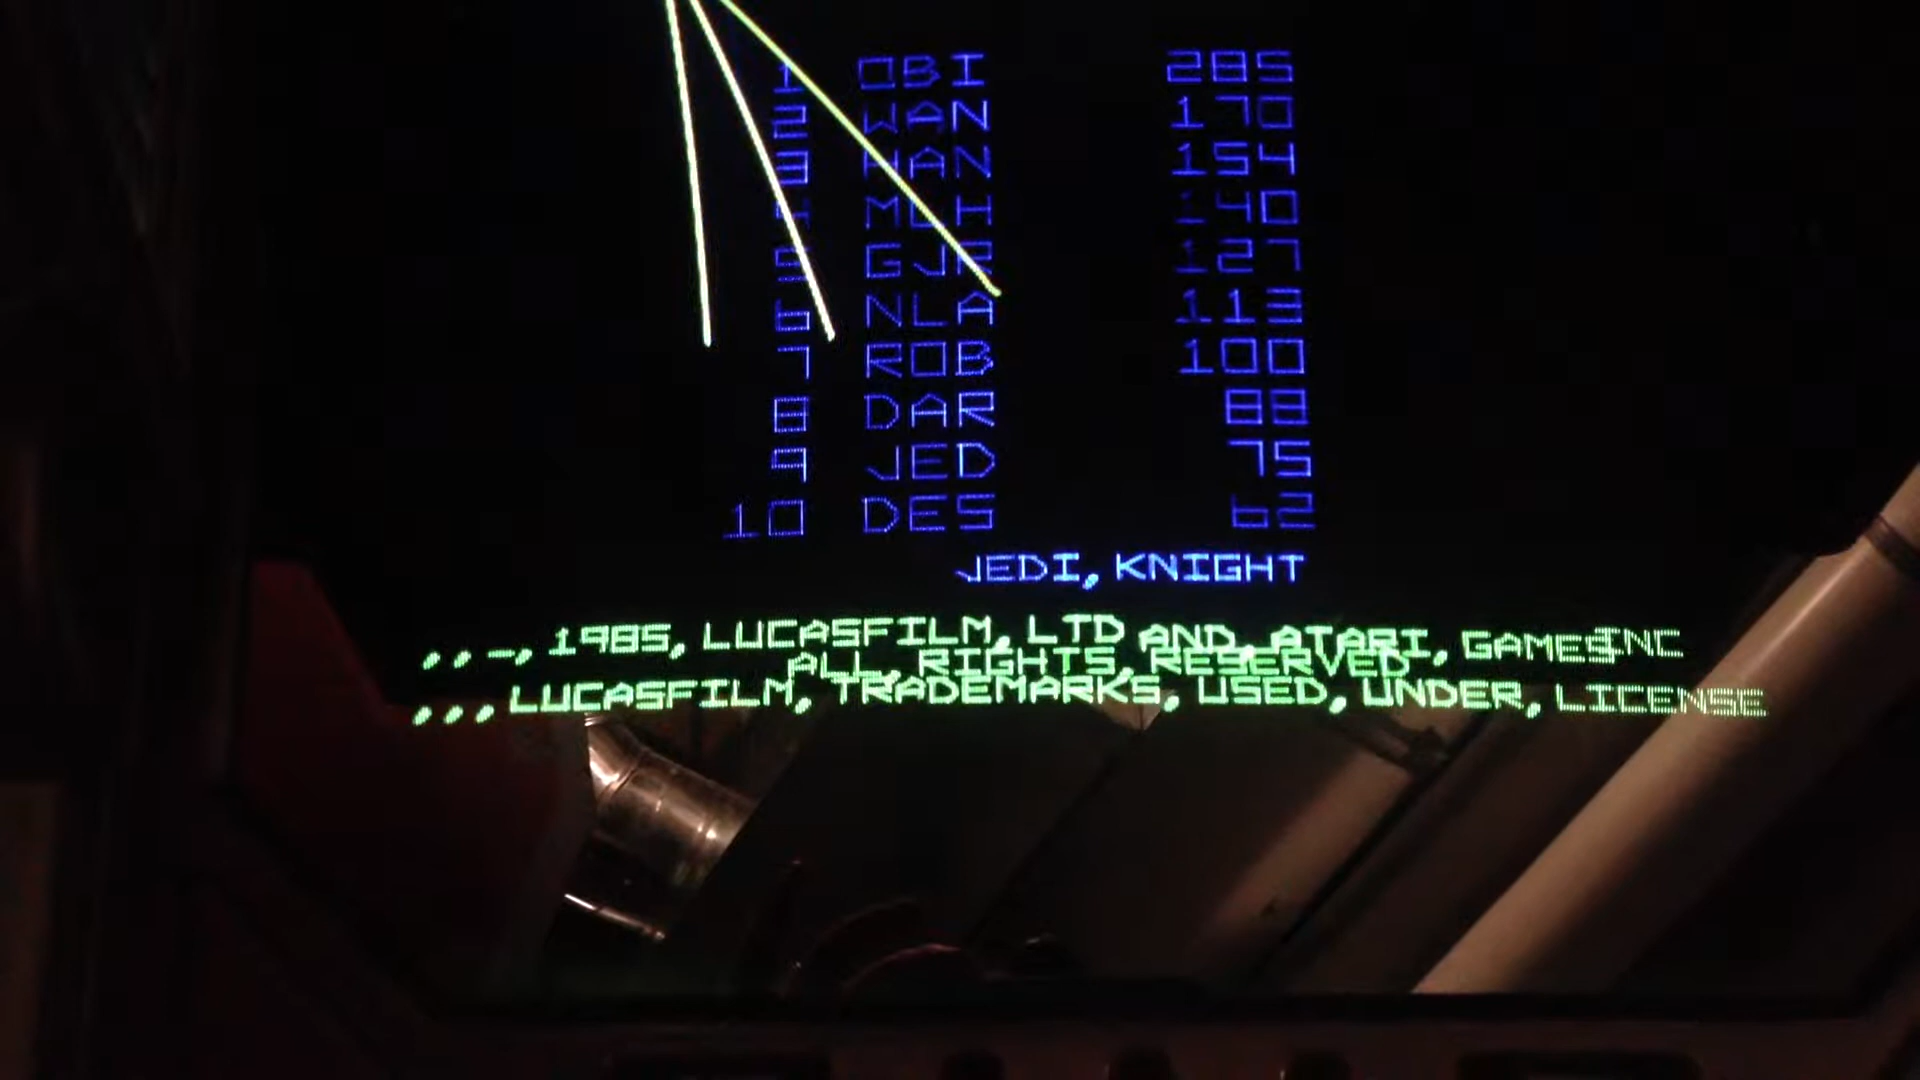 1 OBI 285
2 WAN 170
3 HAN 154
4 M H 140
5 GJR 127
6 NLA 113
7 ROB 100
8 DAR 88
9 JED 75
10 DES 62
JEDI, KNIGHT
,,-, 1985, LUCASFILM, LTD AND, ATARI, GAMES INC
ALL, RIGHTS, RESERVED
,,, LUCASFILM, TRADEMARKS, USED, UNDER, LICENSE